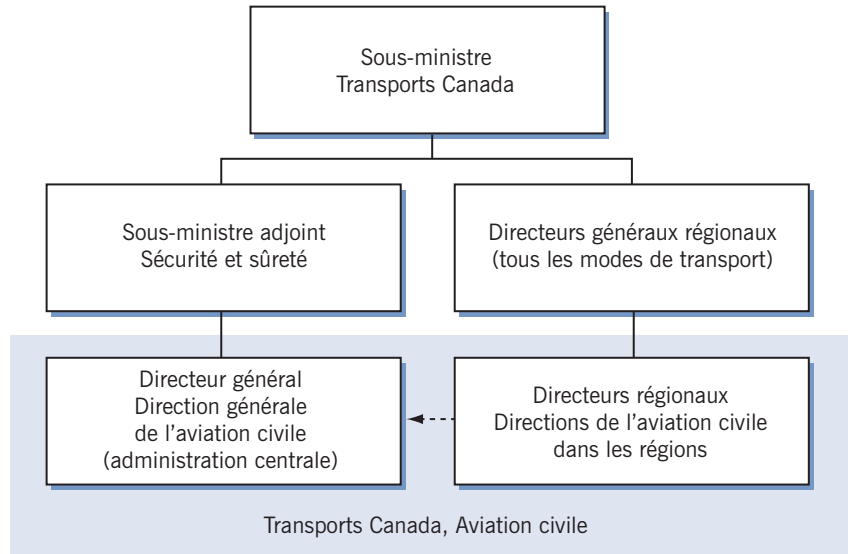 Sous-ministre
Transports Canada
Sous-ministre adjoint
Sécurité et sûreté
Directeurs généraux régionaux
(tous les modes de transport)
Directeur général
Direction générale
de l'aviation civile
(administration centrale)
Directeurs régionaux
Directions de l'aviation civile
dans les régions
Transports Canada, Aviation civile